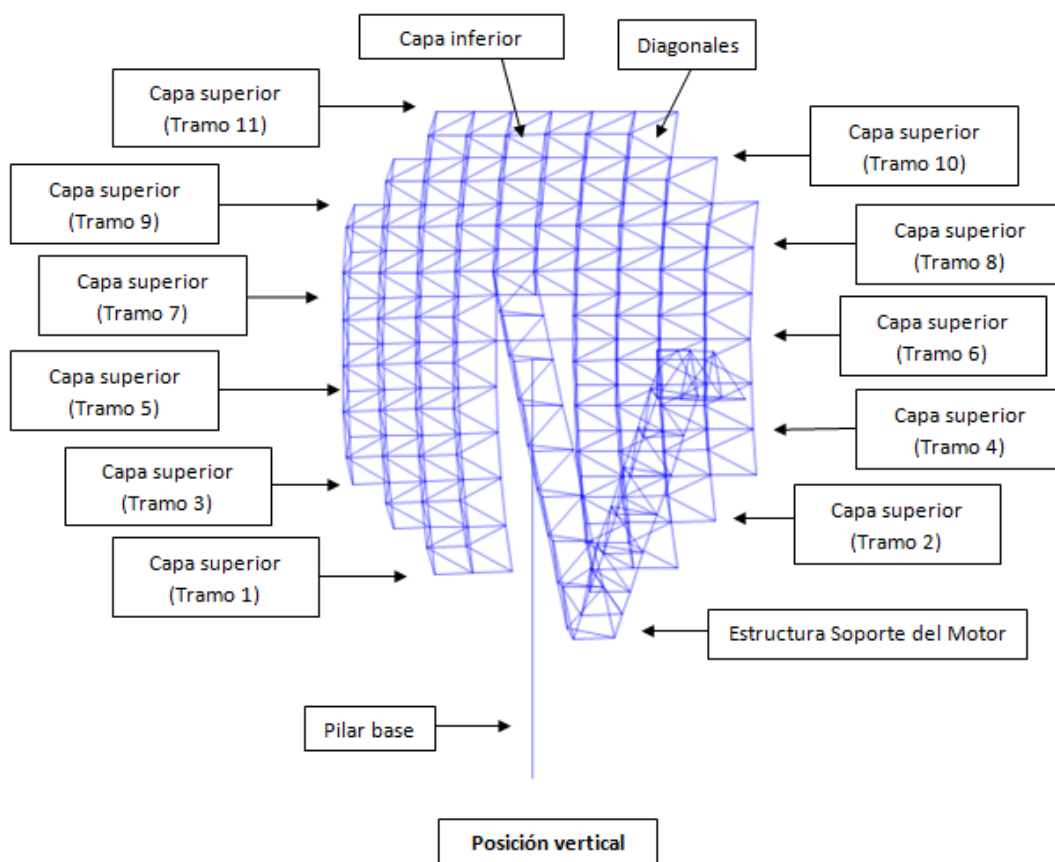 Capa inferior
Diagonales
Capa superior
(Tramo 11)
Capa superior
(Tramo 10)
Capa superior
(Tramo 9)
Capa superior
(Tramo 8)
Capa superior
(Tramo 7)
Capa superior
(Tramo 6)
Capa superior
(Tramo 5)
Capa superior
(Tramo 4)
Capa superior
(Tramo 3)
Capa superior
(Tramo 2)
Capa superior
(Tramo 1)
Estructura Soporte del Motor
Pilar base
Posición vertical